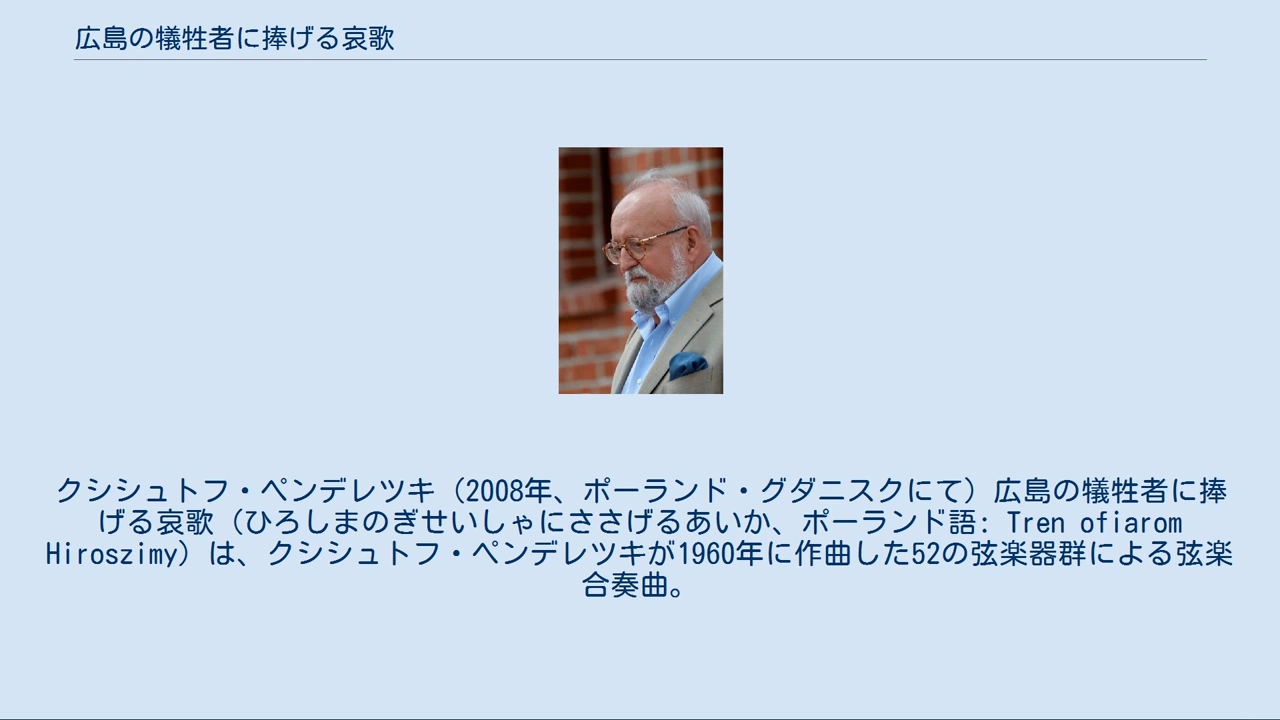 広島の犠牲者に捧げる哀歌
クシシュトフ・ペンデレツキ（2008年、ポーランド・グダニスクにて）広島の犠牲者に捧
げる哀歌（ひろしまのぎせいしゃにささげるあいか、ポーランド語: Tren ofiarom
Hiroszimy）は、クシシュトフ・ペンデレツキが1960年に作曲した52の弦楽器群による弦楽
合奏曲。